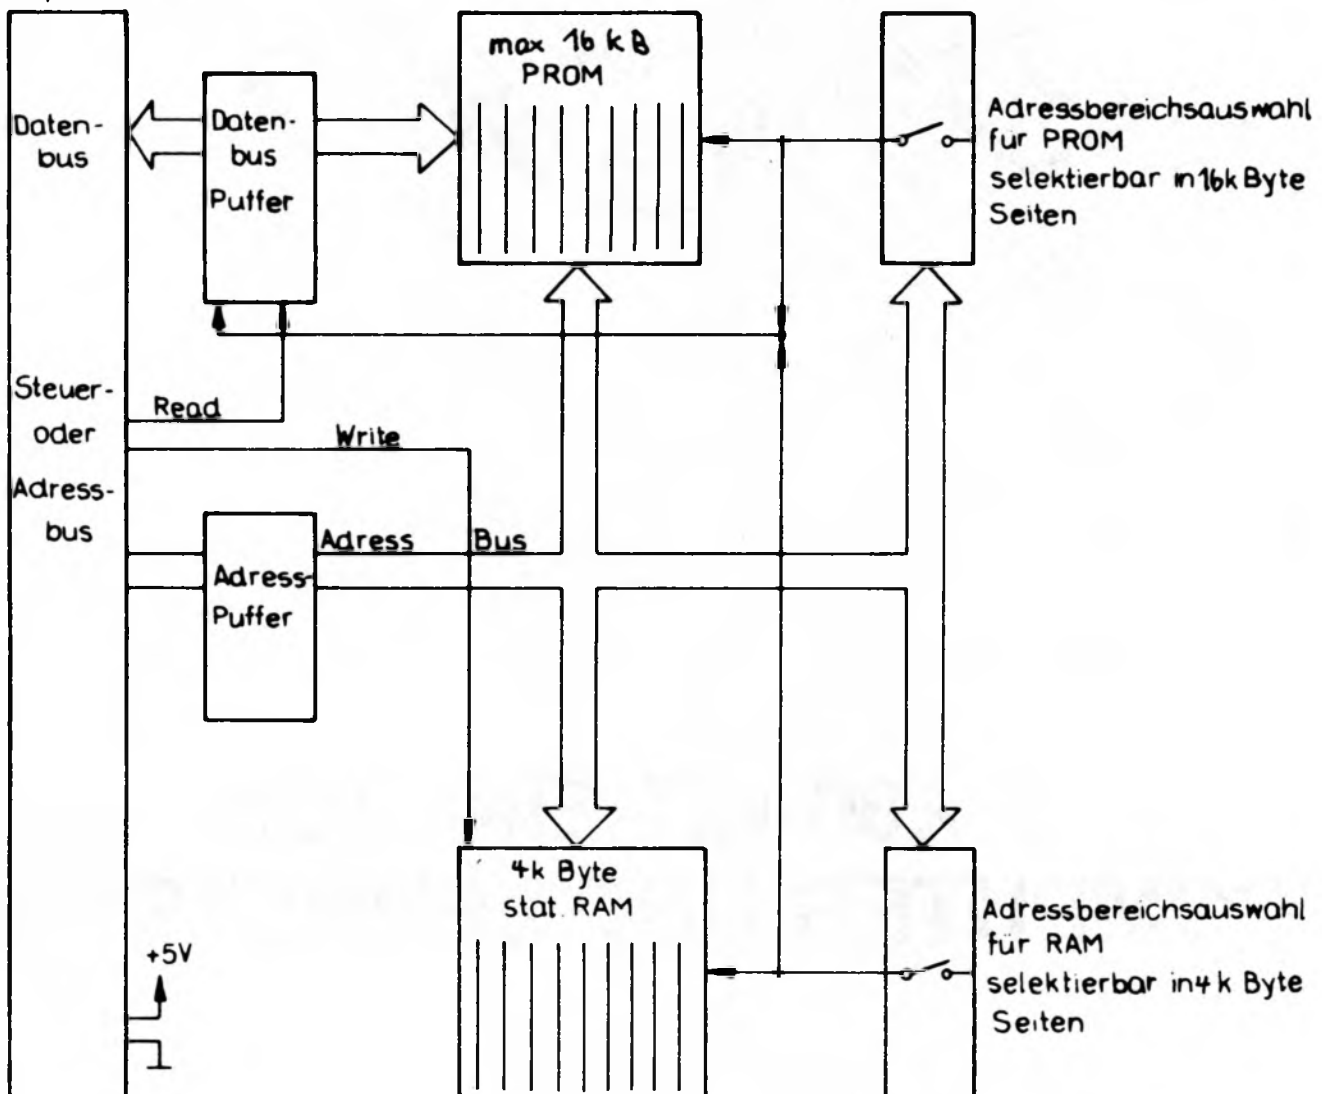 max 16 kB
PROM
Daten-
bus
Daten-
bus
Puffer
Adressbereichsauswahl
für PROM
selektierbar in 16k Byte
Seiten
Steuer-
oder
Adress-
bus
Read
Write
Adress Bus
Adress-
Puffer
4k Byte
stat. RAM
Adressbereichsauswahl
für RAM
selektierbar in 4k Byte
Seiten
+5V